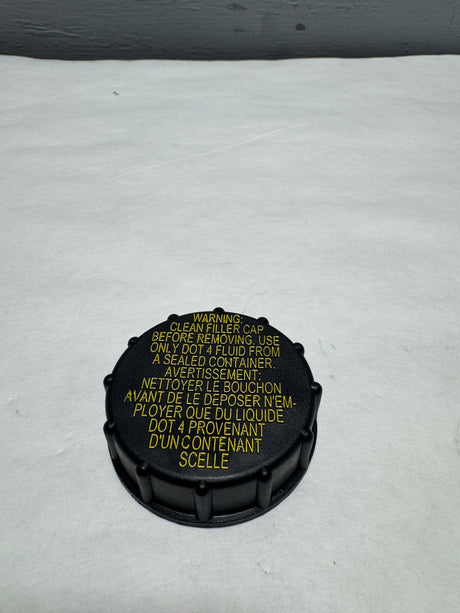 WARNING:
CLEAN FILLER CAP
BEFORE REMOVING. USE
ONLY DOT 4 FLUID FROM
A SEALED CONTAINER.
AVERTISSEMENT:
NETTOYER LE BOUCHON
AVANT DE LE DEPOSER N'EM-
PLOYER QUE DU LIQUIDE
DOT 4 PROVENANT
D'UN CONTENANT
SCELLE